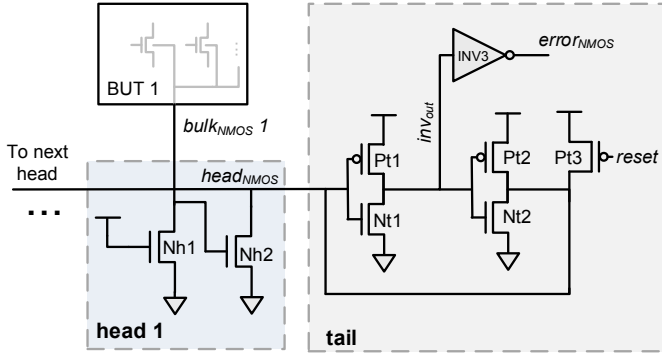 INV3
error_NMOS
BUT 1
bulk_NMOS 1
inv_out
To next
head
head_NMOS
Pt1
Pt2
Pt3
reset
...
Nh1
Nh2
Nt1
Nt2
head 1
tail